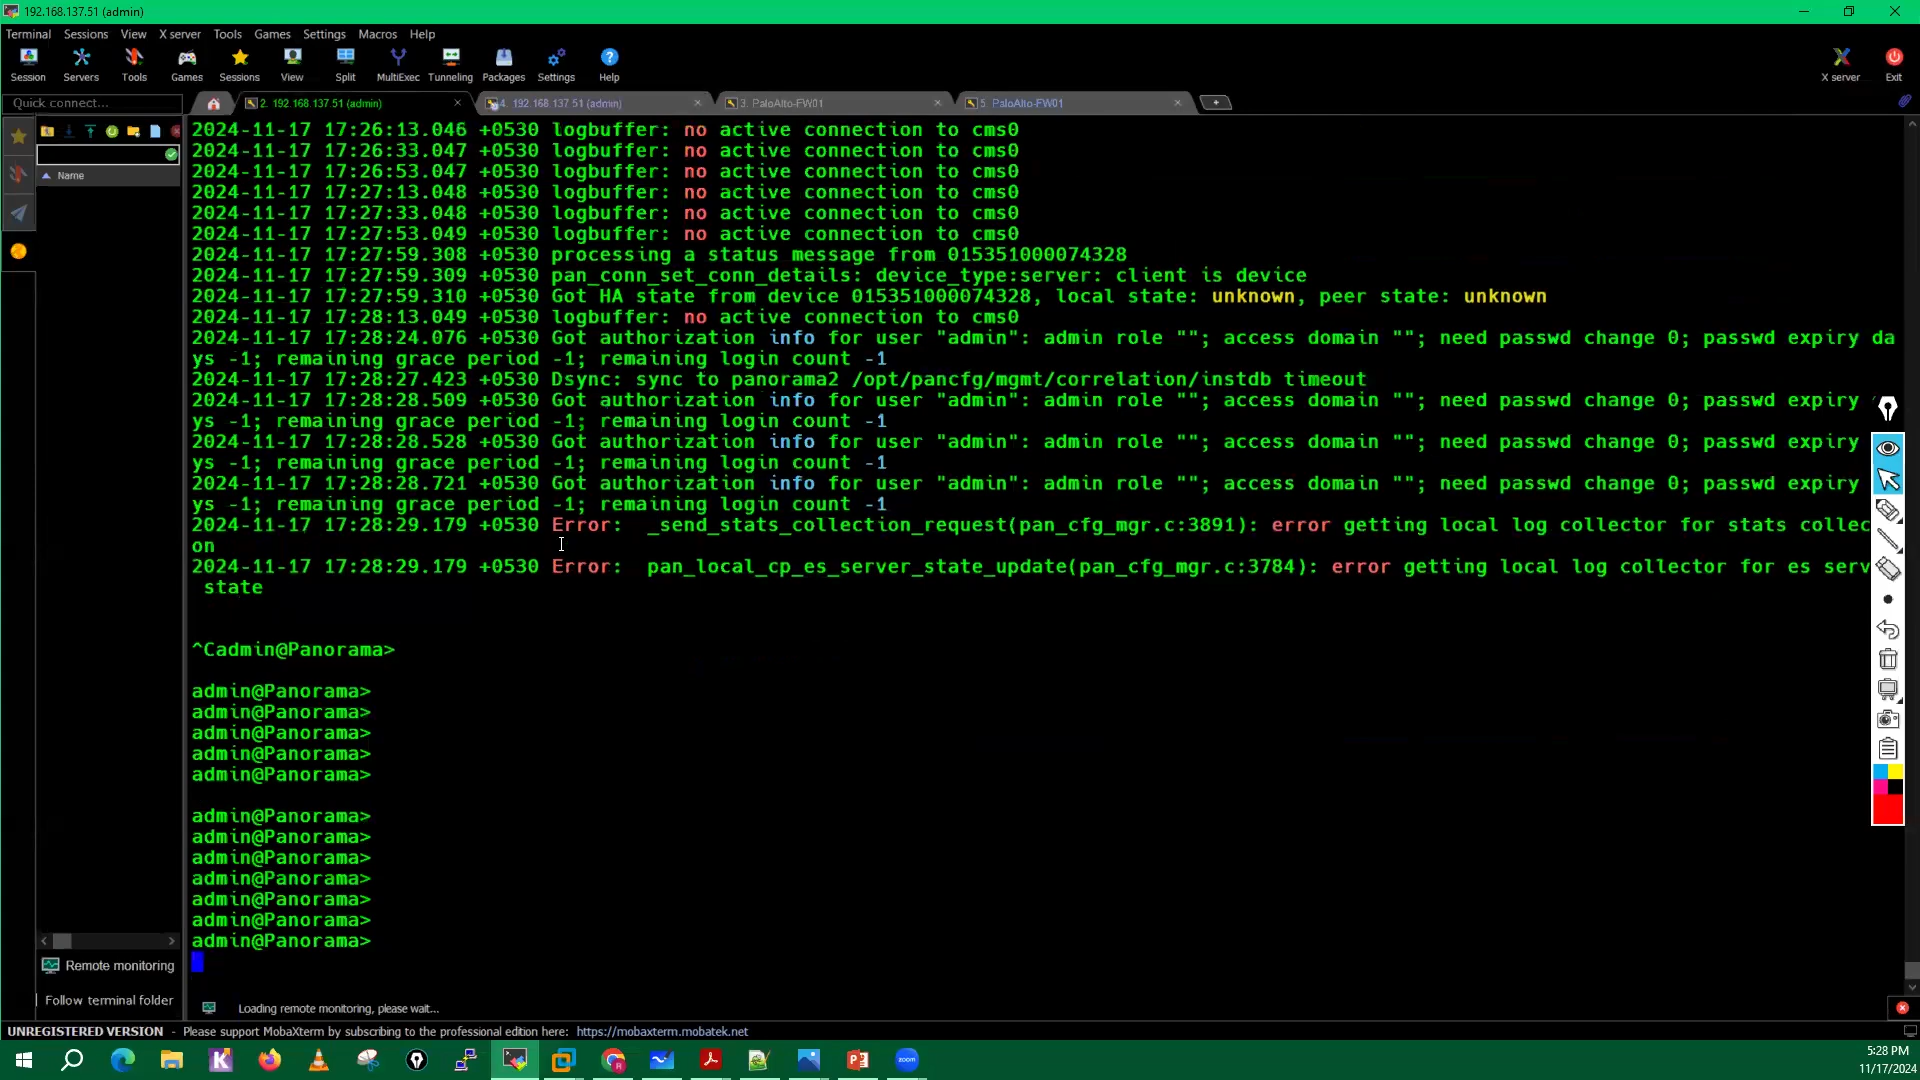 192.168.137.51 (admin)
Terminal Sessions View X server Tools Games Settings Macros Help
Session Servers Tools Games Sessions View Split MultiExec Tunneling Packages Settings Help X server Exit
Quick connect... 2. 192.168.137.51 (admin) 4. 192.168.137.51 (admin) 3. PaloAlto-FW01 5. PaloAlto-FW01
Name
2024-11-17 17:26:13.046 +0530 logbuffer: no active connection to cms0
2024-11-17 17:26:33.047 +0530 logbuffer: no active connection to cms0
2024-11-17 17:26:53.047 +0530 logbuffer: no active connection to cms0
2024-11-17 17:27:13.048 +0530 logbuffer: no active connection to cms0
2024-11-17 17:27:33.048 +0530 logbuffer: no active connection to cms0
2024-11-17 17:27:53.049 +0530 logbuffer: no active connection to cms0
2024-11-17 17:27:59.308 +0530 processing a status message from 015351000074328
2024-11-17 17:27:59.309 +0530 pan_conn_set_conn_details: device_type:server: client is device
2024-11-17 17:27:59.310 +0530 Got HA state from device 015351000074328, local state: unknown, peer state: unknown
2024-11-17 17:28:13.049 +0530 logbuffer: no active connection to cms0
2024-11-17 17:28:24.076 +0530 Got authorization info for user "admin": admin role ""; access domain ""; need passwd change 0; passwd expiry da
ys -1; remaining grace period -1; remaining login count -1
2024-11-17 17:28:27.423 +0530 Dsync: sync to panorama2 /opt/pancfg/mgmt/correlation/instdb timeout
2024-11-17 17:28:28.509 +0530 Got authorization info for user "admin": admin role ""; access domain ""; need passwd change 0; passwd expiry
ys -1; remaining grace period -1; remaining login count -1
2024-11-17 17:28:28.528 +0530 Got authorization info for user "admin": admin role ""; access domain ""; need passwd change 0; passwd expiry
ys -1; remaining grace period -1; remaining login count -1
2024-11-17 17:28:28.721 +0530 Got authorization info for user "admin": admin role ""; access domain ""; need passwd change 0; passwd expiry
ys -1; remaining grace period -1; remaining login count -1
2024-11-17 17:28:29.179 +0530 Error: _send_stats_collection_request(pan_cfg_mgr.c:3891): error getting local log collector for stats collec
on
2024-11-17 17:28:29.179 +0530 Error: pan_local_cp_es_server_state_update(pan_cfg_mgr.c:3784): error getting local log collector for es serv
state
^Cadmin@Panorama>
admin@Panorama>
admin@Panorama>
admin@Panorama>
admin@Panorama>
admin@Panorama>
admin@Panorama>
admin@Panorama>
admin@Panorama>
admin@Panorama>
admin@Panorama>
admin@Panorama>
admin@Panorama>
Remote monitoring
Follow terminal folder
Loading remote monitoring, please wait...
UNREGISTERED VERSION - Please support MobaXterm by subscribing to the professional edition here: https://mobaxterm.mobatek.net
zoom
5:28 PM
11/17/2024